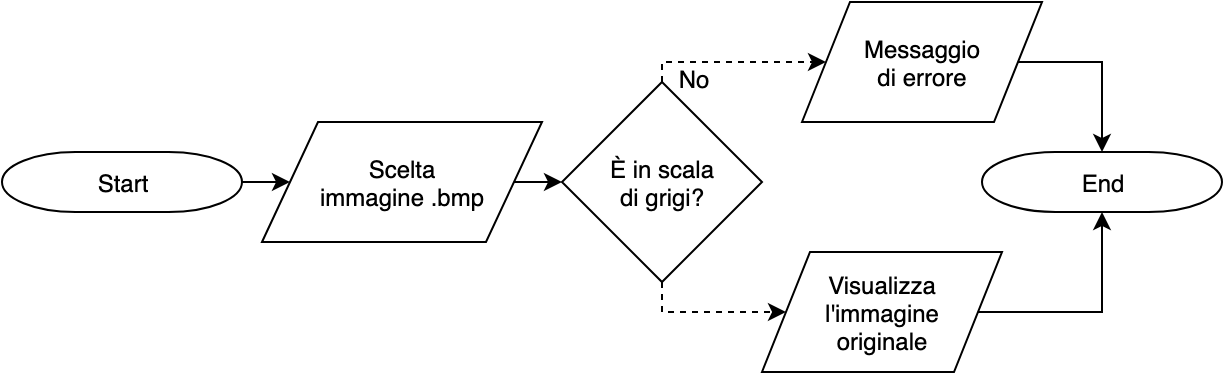 Start
Scelta
immagine .bmp
È in scala
di grigi?
No
Messaggio
di errore
Visualizza
l'immagine
originale
End